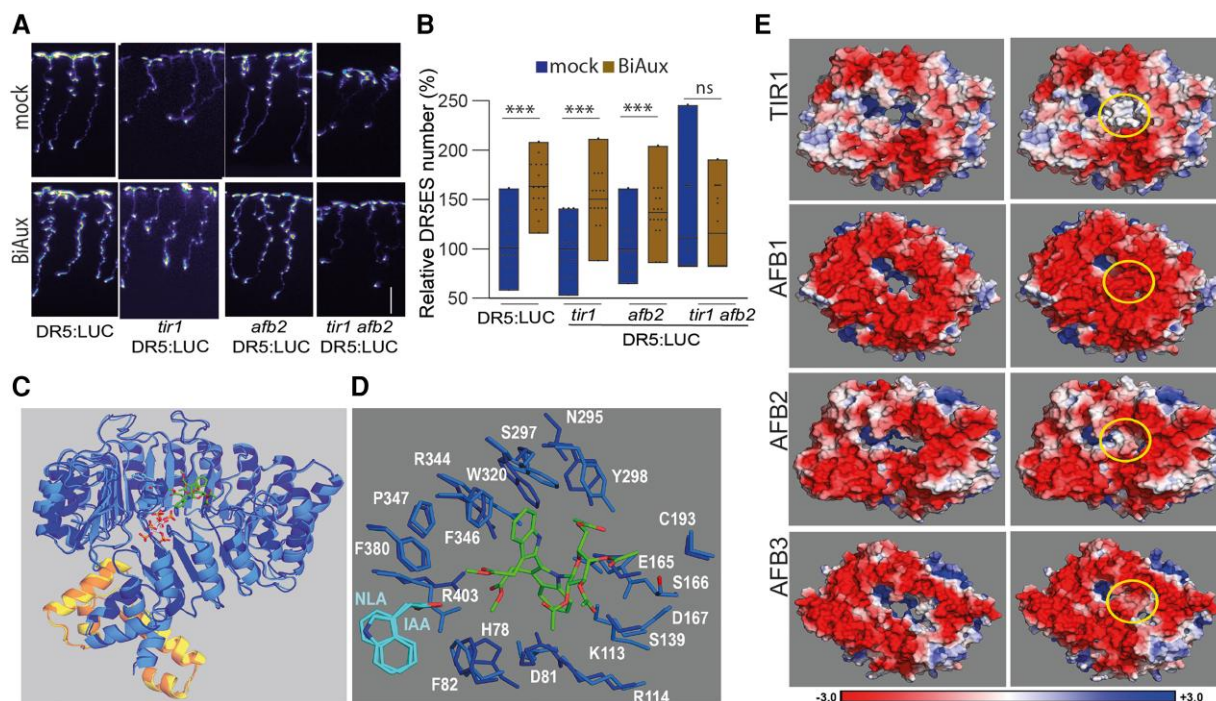 A
mock
BiAux
DR5:LUC
tir1
DR5:LUC
afb2
DR5:LUC
tir1 afb2
DR5:LUC
B
mock BiAux
Relative DR5ES number (%)
250
200
150
100
50
***
***
***
ns
DR5:LUC
tir1
afb2
tir1 afb2
DR5:LUC
C
D
N295
S297
R344
W320
Y298
P347
C193
F380
F346
E165
S166
NLA
R403
D167
IAA
S139
H78
K113
F82
D81
R114
E
TIR1
AFB1
AFB2
AFB3
-3.0
+3.0